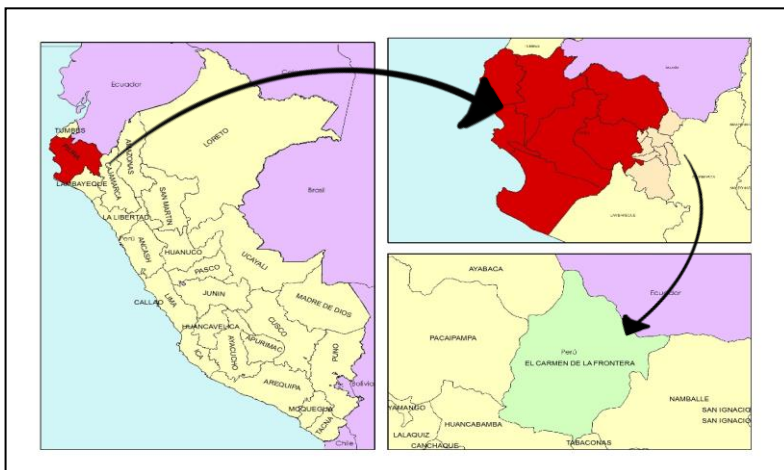 Ecuador
TUMBES
PIURA
LORETO
AMAZONAS
LAMBAYEQUE
CAJAMARCA
SAN MARTIN
Brasil
LA LIBERTAD
Perú
ANCASH
HUANUCO
UCAYALI
PASCO
JUNIN
CALLAO
LIMA
MADRE DE DIOS
HUANCAVELICA
CUSCO
APURIMAC
AYACUCHO
ICA
PUNO
AREQUIPA
Bolivia
MOQUEGUA
TACNA
Chile
AYABACA
Ecuador
PACAIPAMPA
Perú
EL CARMEN DE LA FRONTERA
NAMBALLE
YAMANGO
SAN IGNACIO
HUANCABAMBA
SAN IGNACIO
LALAQUIZ
CANCHAQUE
TABACONAS